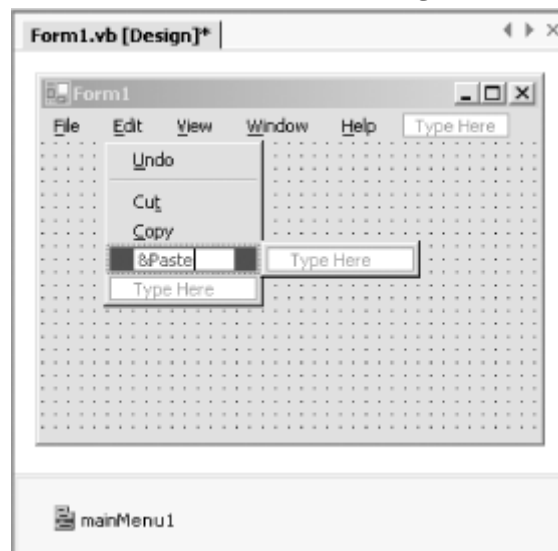 Form1.vb [Design]*
Form1
File Edit View Window Help Type Here
Undo
Cut
Copy
&Paste Type Here
Type Here
mainMenu1